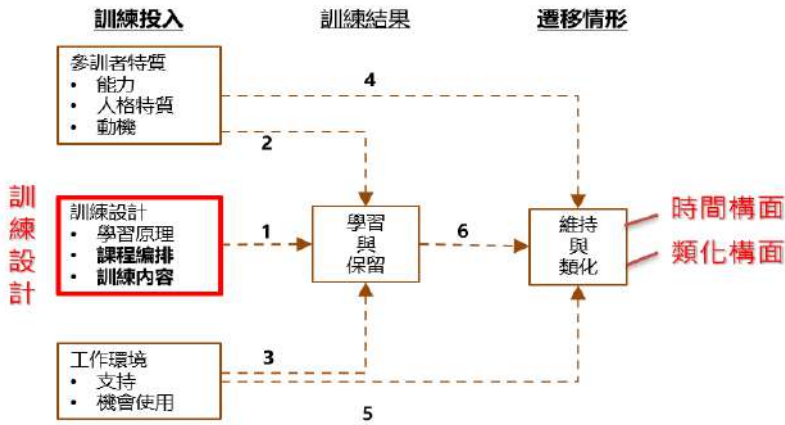 訓練投入
訓練結果
遷移情形
參訓者特質
• 能力
• 人格特質
• 動機
4
2
訓練設計
訓練設計
• 學習原理
• 課程編排
• 訓練內容
1
學習
與
保留
6
維持
與
類化
時間構面
類化構面
工作環境
• 支持
• 機會使用
3
5